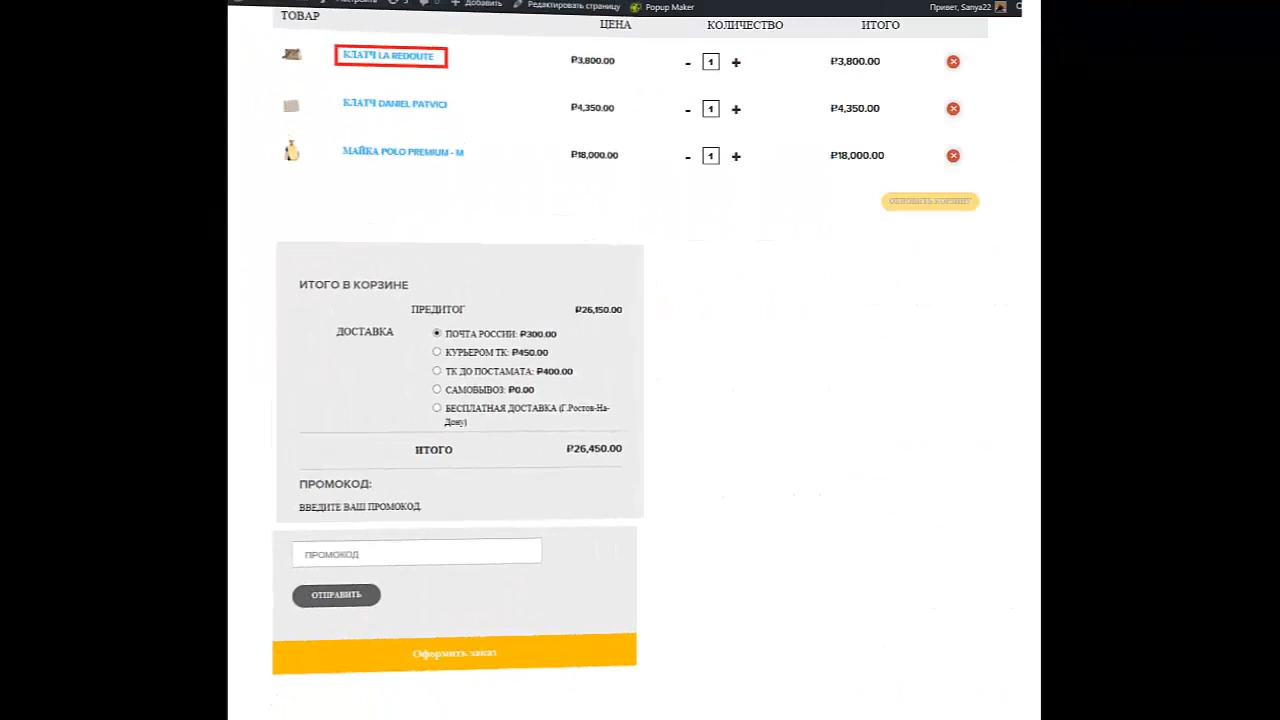 Добавить Редактировать страницу Popup Maker Привет, Sanya22
ТОВАР ЦЕНА КОЛИЧЕСТВО ИТОГО
КЛАТЧ LA REDOUTE ₽3,800.00 - 1 + ₽3,800.00
КЛАТЧ DANIEL PATVICI ₽4,350.00 - 1 + ₽4,350.00
МАЙКА POLO PREMIUM - M ₽18,000.00 - 1 + ₽18,000.00
ОБНОВИТЬ КОРЗИНУ
ИТОГО В КОРЗИНЕ
ПРЕДИТОГ ₽26,150.00
ДОСТАВКА ПОЧТА РОССИИ: ₽300.00
КУРЬЕРОМ ТК: ₽450.00
ТК ДО ПОСТАМАТА: ₽400.00
САМОВЫВОЗ: ₽0.00
БЕСПЛАТНАЯ ДОСТАВКА (Г.Ростов-На-
Дону)
ИТОГО ₽26,450.00
ПРОМОКОД:
ВВЕДИТЕ ВАШ ПРОМОКОД.
ПРОМОКОД
ОТПРАВИТЬ
Оформить заказ